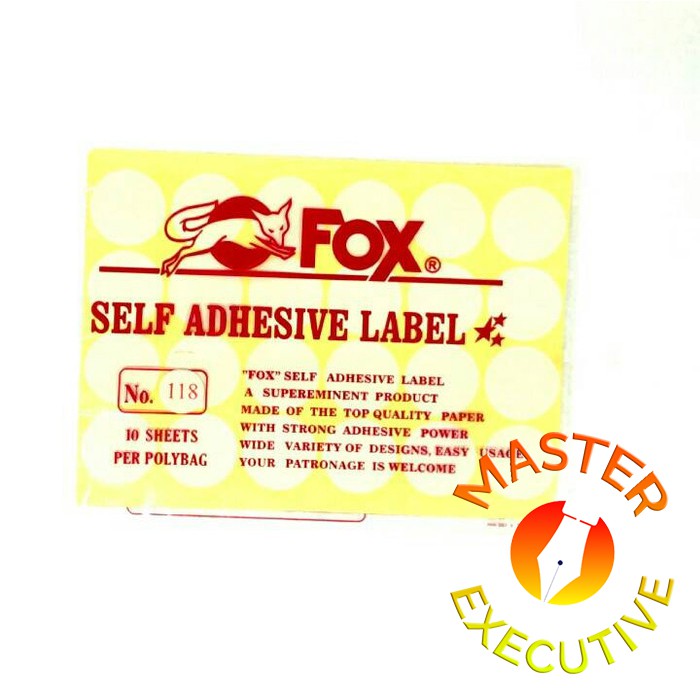 FOX®
SELF ADHESIVE LABEL
No. 118
10 SHEETS
PER POLYBAG
"FOX" SELF ADHESIVE LABEL
A SUPEREMINENT PRODUCT
MADE OF THE TOP QUALITY PAPER
WITH STRONG ADHESIVE POWER
WIDE VARIETY OF DESIGNS, EASY USAGE
YOUR PATRONAGE IS WELCOME
MASTER
EXECUTIVE